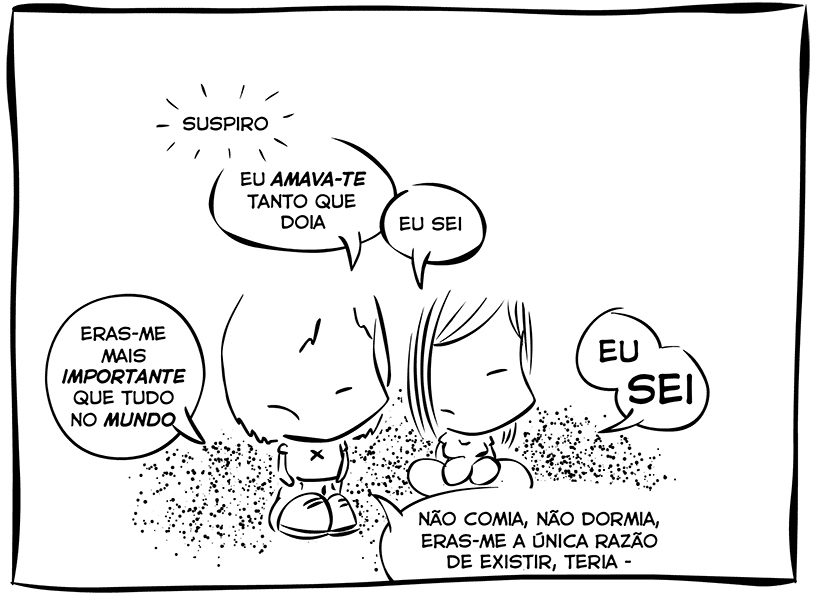 SUSPIRO
EU AMAVA-TE
TANTO QUE
DOIA
EU SEI
ERAS-ME
MAIS
IMPORTANTE
QUE TUDO
NO MUNDO
EU
SEI
NÃO COMIA, NÃO DORMIA,
ERAS-ME A ÚNICA RAZÃO
DE EXISTIR, TERIA -